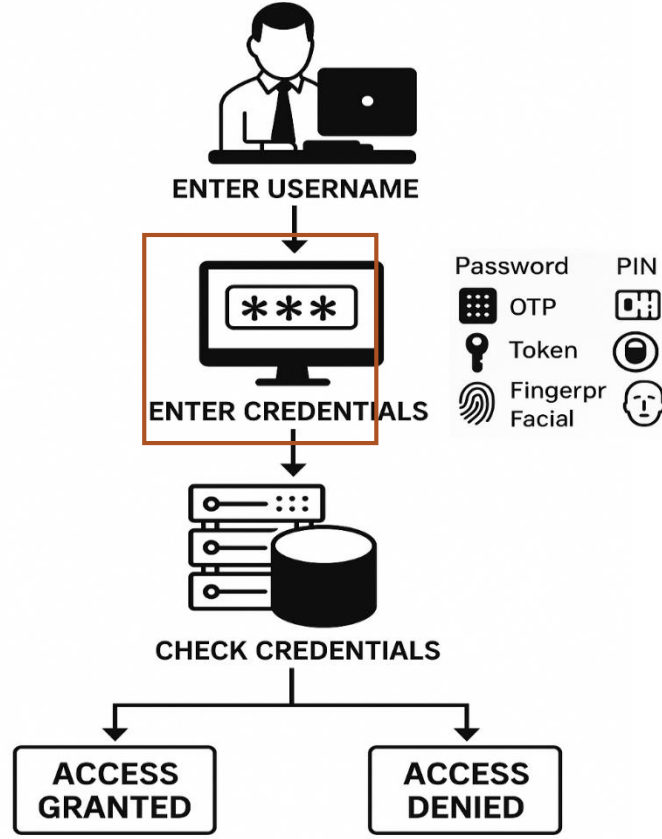 ENTER USERNAME
***
ENTER CREDENTIALS
Password PIN
OTP
Token
Fingerpr
Facial
CHECK CREDENTIALS
ACCESS
GRANTED
ACCESS
DENIED